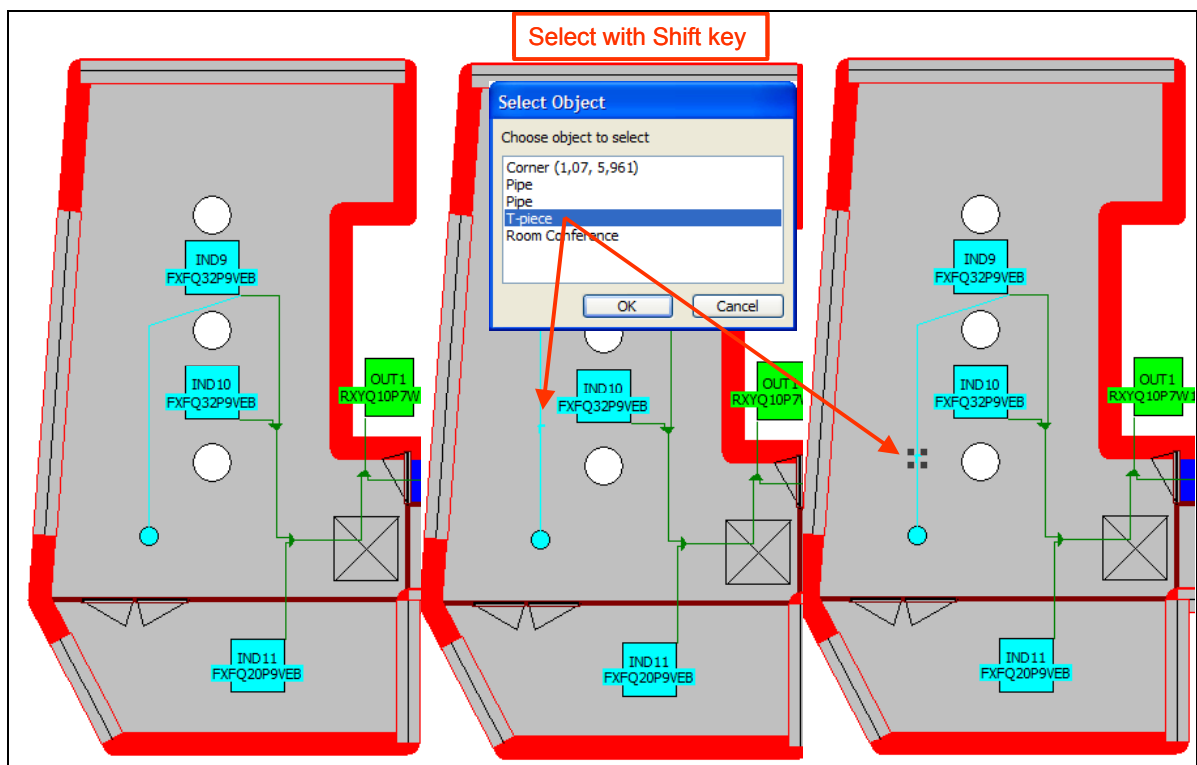 Select with Shift key
Select Object
Choose object to select
Corner (1,07, 5,961)
Pipe
Pipe
T-piece
Room Conference
OK
Cancel
IND9
FXFQ32P9VEB
IND10
FXFQ32P9VEB
OUT1
RXYQ10P7W
IND11
FXFQ20P9VEB
IND10
FXFQ32P9VEB
OUT1
RXYQ10P7
IND11
FXFQ20P9VEB
IND9
FXFQ32P9VEB
IND10
FXFQ32P9VEB
OUT1
RXYQ10P7W1
IND11
FXFQ20P9VEB